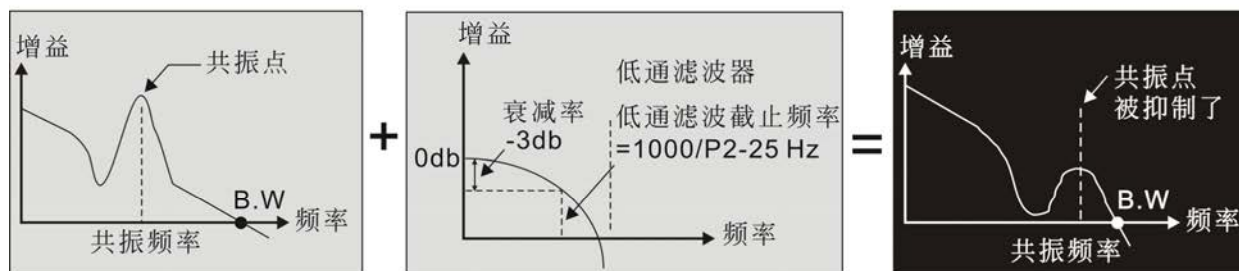 增益
共振点
B.W
频率
共振频率
+
增益
低通滤波器
衰减率
-3db
低通滤波截止频率
=1000/P2-25 Hz
0db
频率
=
增益
共振点
被抑制了
B.W
频率
共振频率